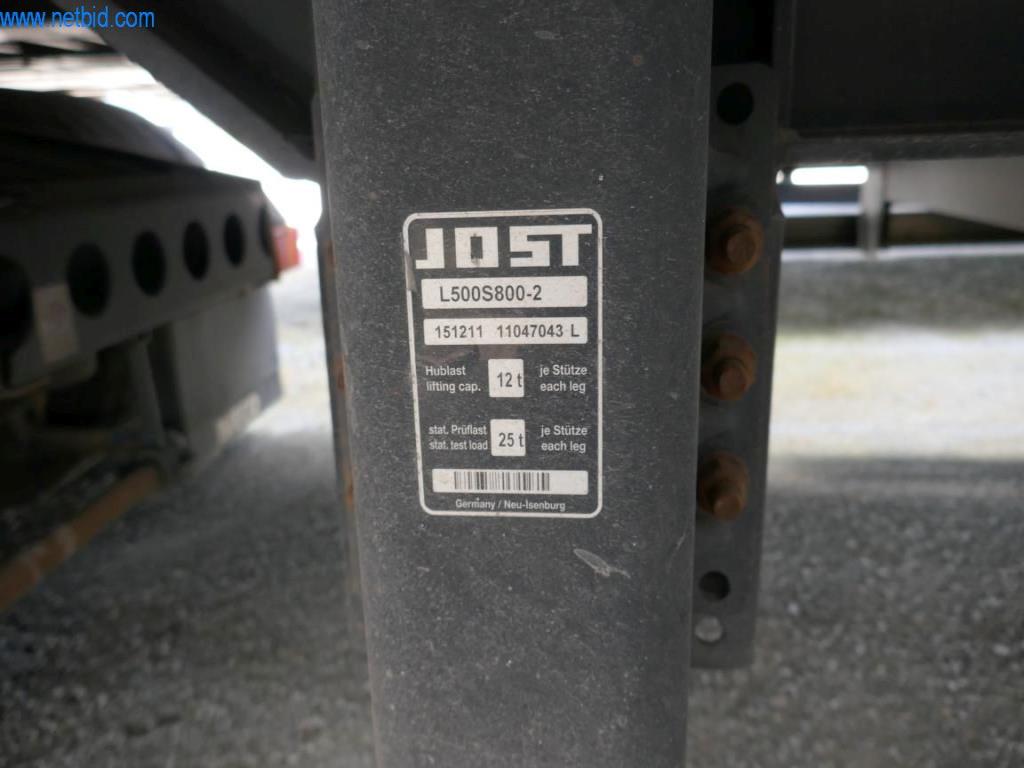 www.netbid.com
JOST
L500S800-2
151211 11047043 L
Hublast 12 t je Stütze
lifting cap. each leg
stat. Prüflast 25 t je Stütze
stat. test load each leg
Germany / Neu-Isenburg